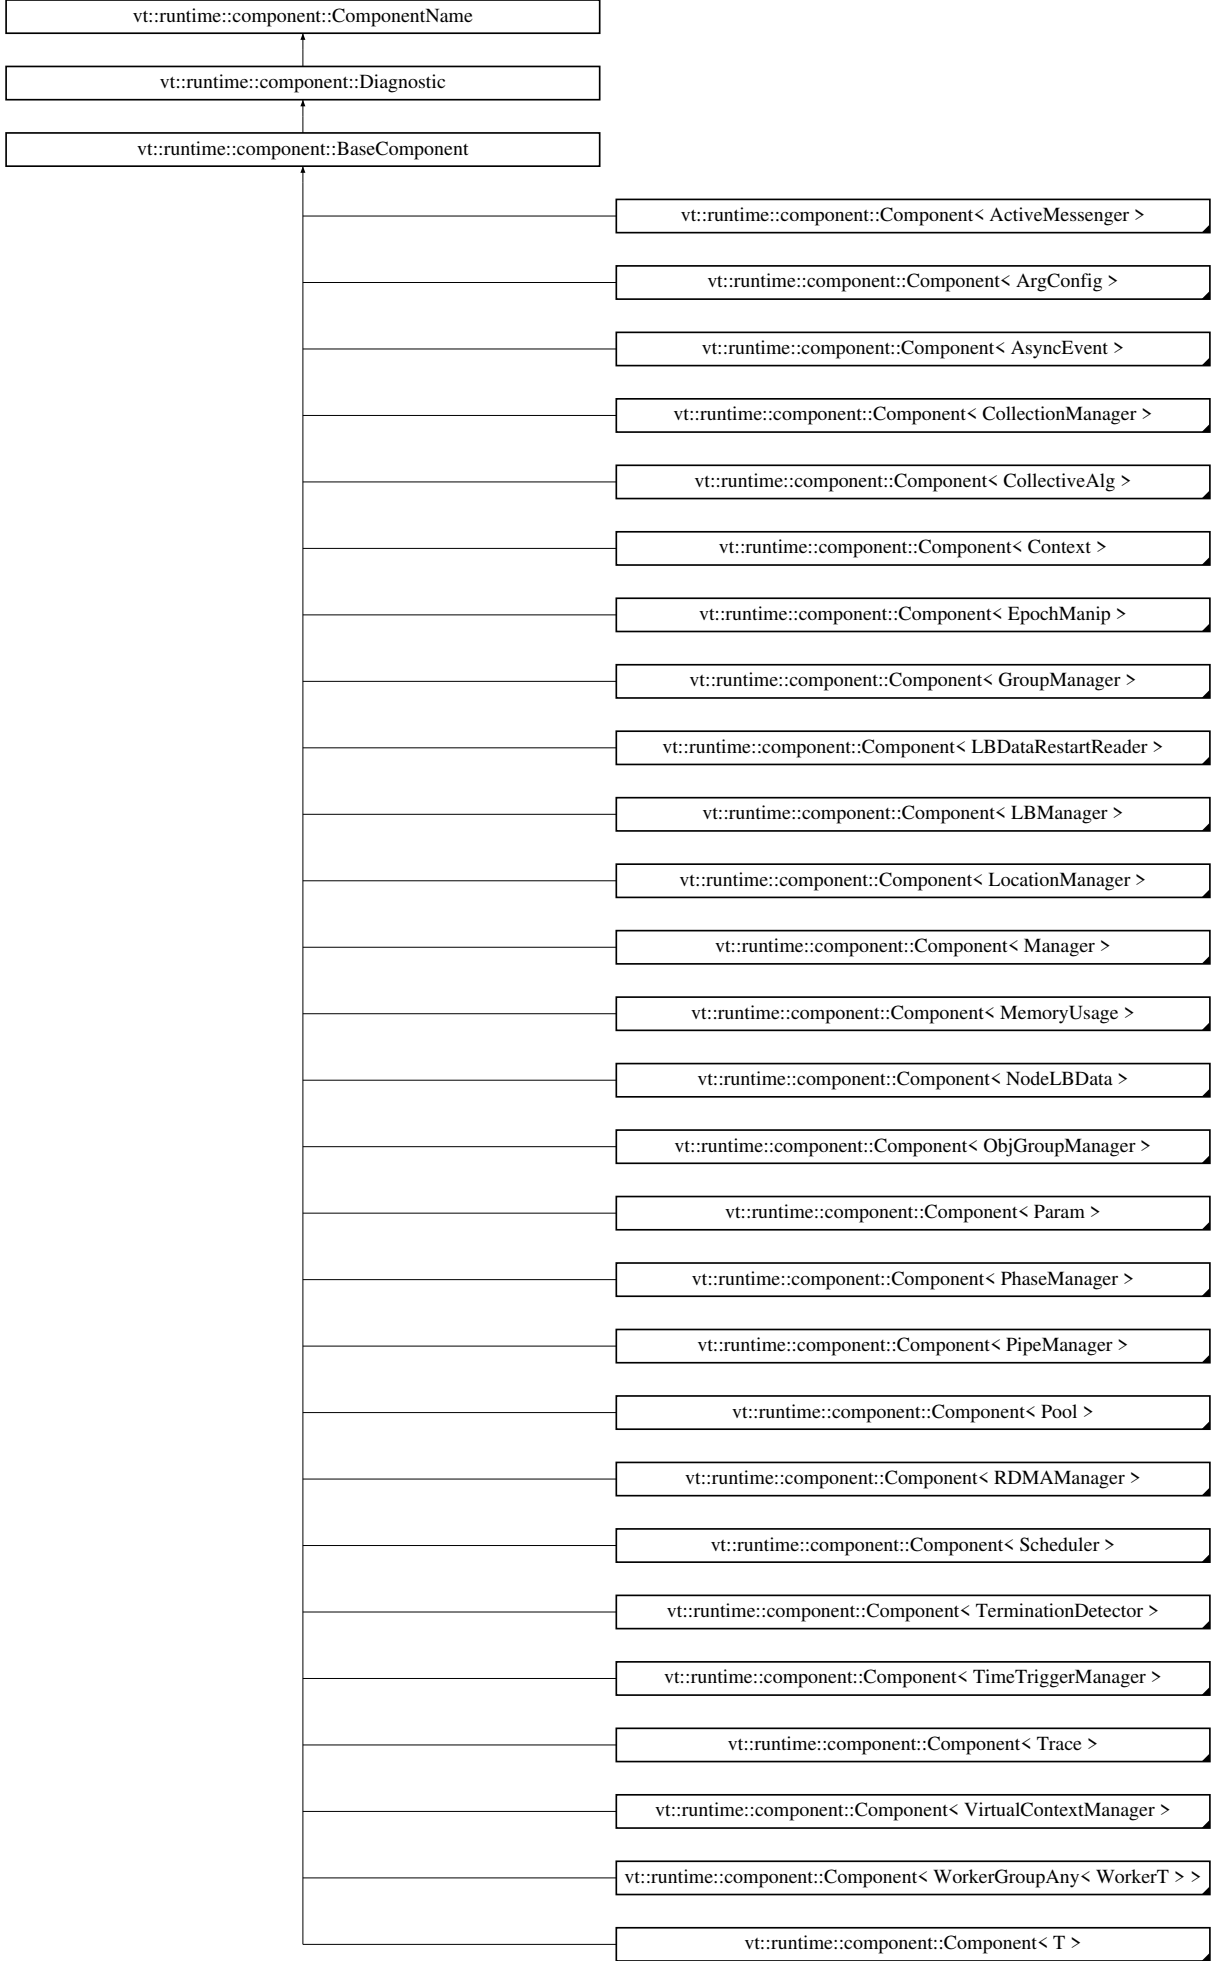 vt::runtime::component::ComponentName
vt::runtime::component::Diagnostic
vt::runtime::component::BaseComponent
vt::runtime::component::Component< ActiveMessenger >
vt::runtime::component::Component< ArgConfig >
vt::runtime::component::Component< AsyncEvent >
vt::runtime::component::Component< CollectionManager >
vt::runtime::component::Component< CollectiveAlg >
vt::runtime::component::Component< Context >
vt::runtime::component::Component< EpochManip >
vt::runtime::component::Component< GroupManager >
vt::runtime::component::Component< LBDataRestartReader >
vt::runtime::component::Component< LBManager >
vt::runtime::component::Component< LocationManager >
vt::runtime::component::Component< Manager >
vt::runtime::component::Component< MemoryUsage >
vt::runtime::component::Component< NodeLBData >
vt::runtime::component::Component< ObjGroupManager >
vt::runtime::component::Component< Param >
vt::runtime::component::Component< PhaseManager >
vt::runtime::component::Component< PipeManager >
vt::runtime::component::Component< Pool >
vt::runtime::component::Component< RDMAManager >
vt::runtime::component::Component< Scheduler >
vt::runtime::component::Component< TerminationDetector >
vt::runtime::component::Component< TimeTriggerManager >
vt::runtime::component::Component< Trace >
vt::runtime::component::Component< VirtualContextManager >
vt::runtime::component::Component< WorkerGroupAny< WorkerT > >
vt::runtime::component::Component< T >